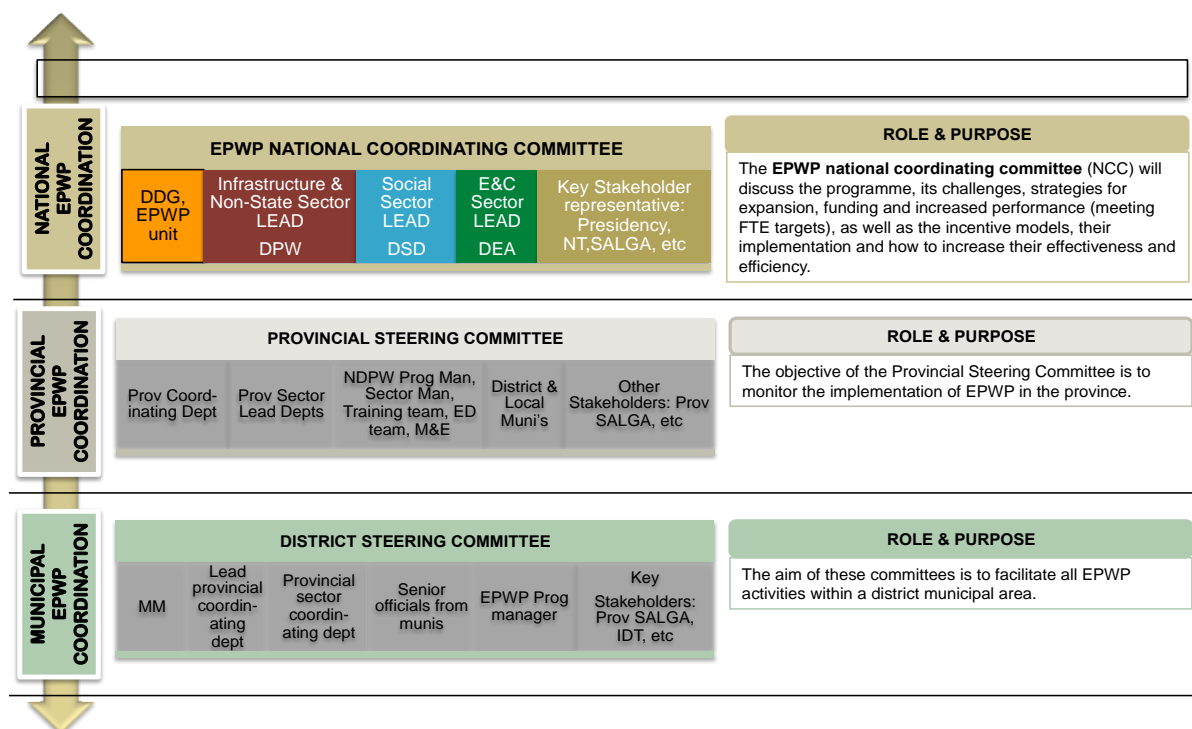 NATIONAL
EPWP
COORDINATION
EPWP NATIONAL COORDINATING COMMITTEE
DDG,
EPWP
unit
Infrastructure &
Non-State Sector
LEAD
DPW
Social
Sector
LEAD
DSD
E&C
Sector
LEAD
DEA
Key Stakeholder
representative:
Presidency,
NT,SALGA, etc
ROLE & PURPOSE
The EPWP national coordinating committee (NCC) will
discuss the programme, its challenges, strategies for
expansion, funding and increased performance (meeting
FTE targets), as well as the incentive models, their
implementation and how to increase their effectiveness and
efficiency.
PROVINCIAL
EPWP
COORDINATION
PROVINCIAL STEERING COMMITTEE
Prov Coord-
inating Dept
Prov Sector
Lead Depts
NDPW Prog Man,
Sector Man,
Training team, ED
team, M&E
District &
Local
Muni's
Other
Stakeholders: Prov
SALGA, etc
ROLE & PURPOSE
The objective of the Provincial Steering Committee is to
monitor the implementation of EPWP in the province.
MUNICIPAL
EPWP
COORDINATION
DISTRICT STEERING COMMITTEE
MM
Lead
provincial
coordin-
ating
dept
Provincial
sector
coordin-
ating dept
Senior
officials from
munis
EPWP Prog
manager
Key
Stakeholders:
Prov SALGA,
IDT, etc
ROLE & PURPOSE
The aim of these committees is to facilitate all EPWP
activities within a district municipal area.